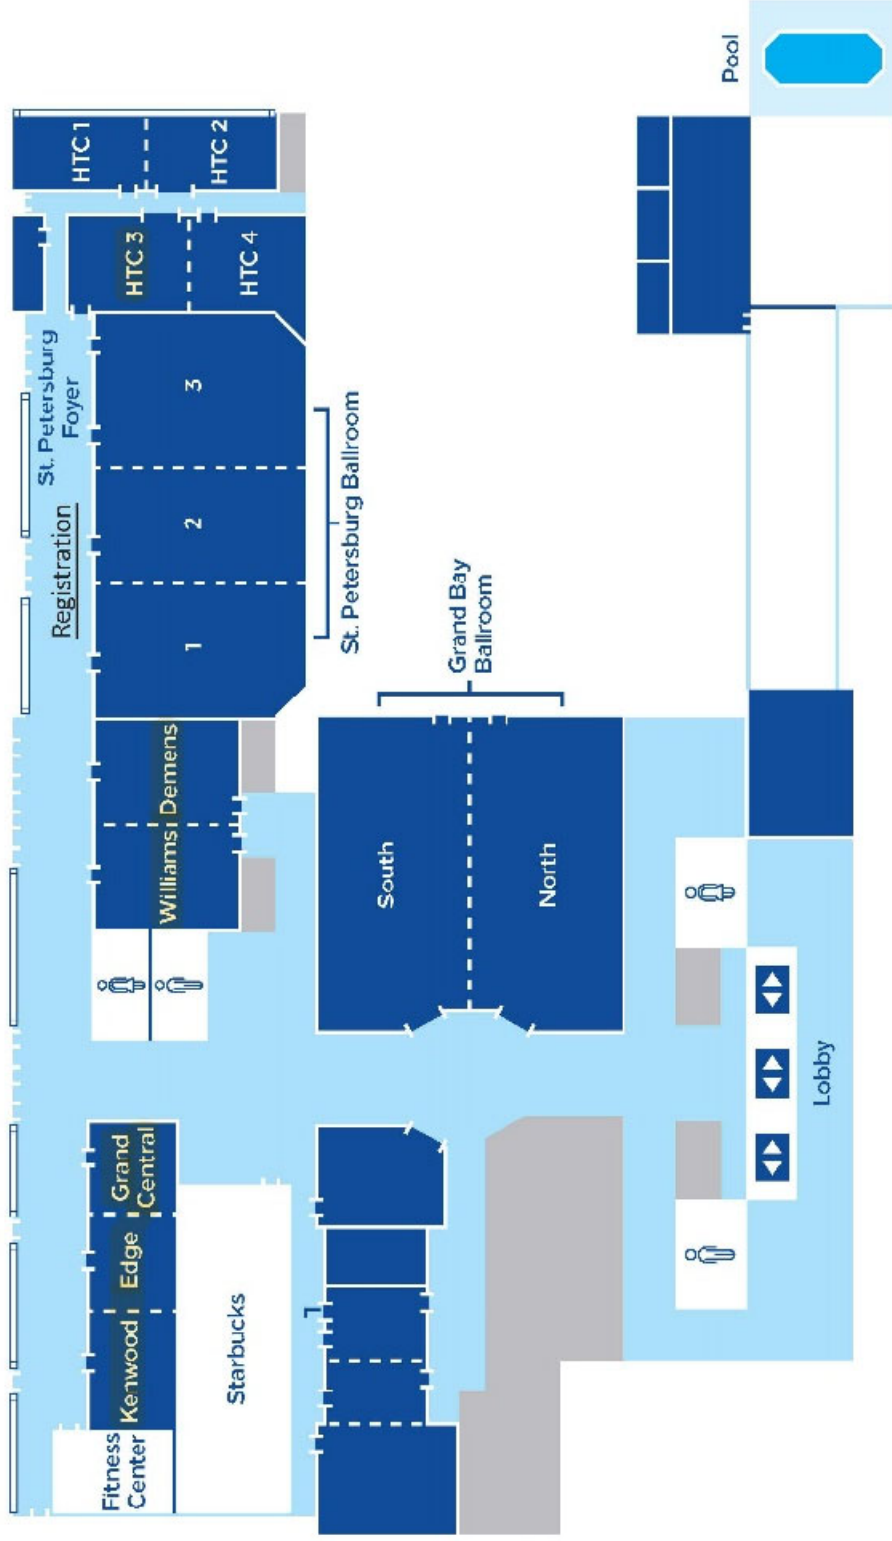 HTC 1
HTC 2
HTC 3
HTC 4
St. Petersburg
Foyer
Registration
3
2
1
St. Petersburg Ballroom
Grand Bay
Ballroom
Williams
Demens
South
North
Grand
Central
Edge
Kenwood
Starbucks
Fitness
Center
Lobby
Pool